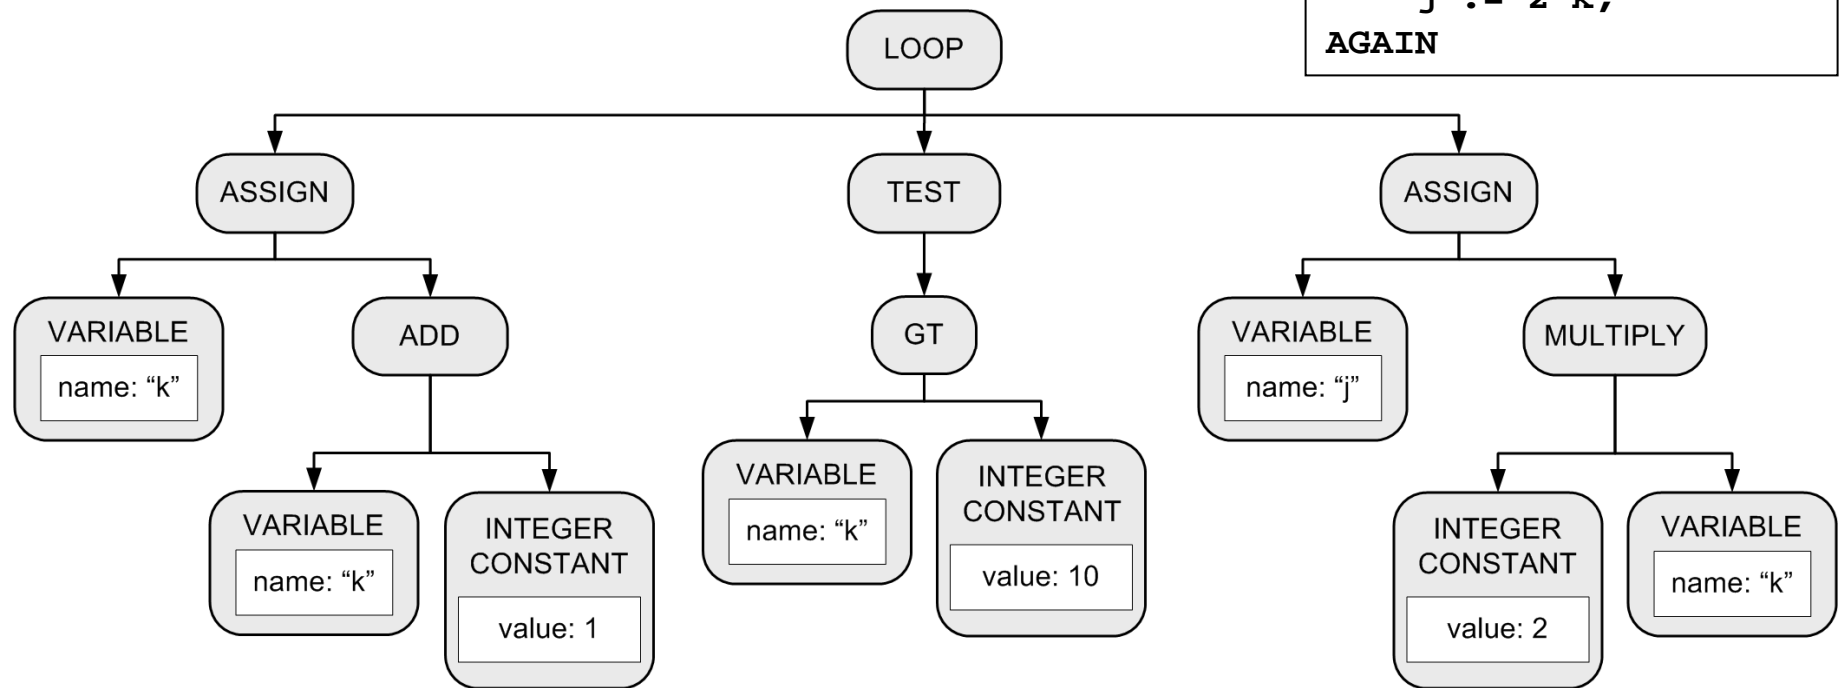 j := 2*k;
AGAIN
LOOP
ASSIGN
TEST
ASSIGN
VARIABLE
name: “k”
ADD
GT
VARIABLE
name: “j”
MULTIPLY
VARIABLE
name: “k”
INTEGER
CONSTANT
value: 1
VARIABLE
name: “k”
INTEGER
CONSTANT
value: 10
INTEGER
CONSTANT
value: 2
VARIABLE
name: “k”